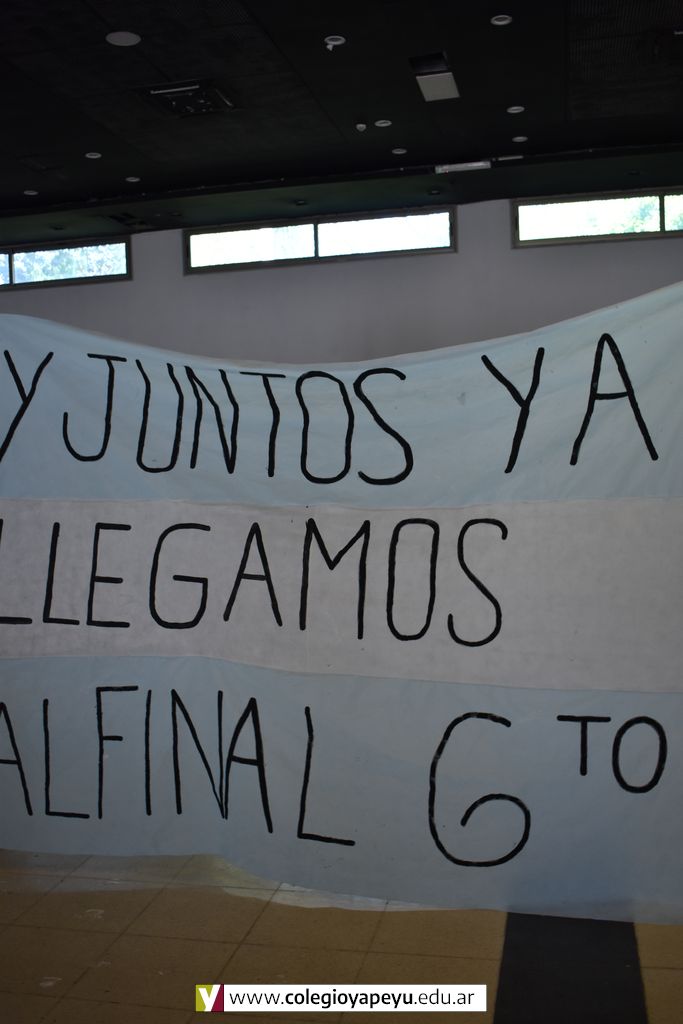 Y JUNTOS YA
LLEGAMOS
AL FINAL 6TO
y www.colegioyapeyu.edu.ar